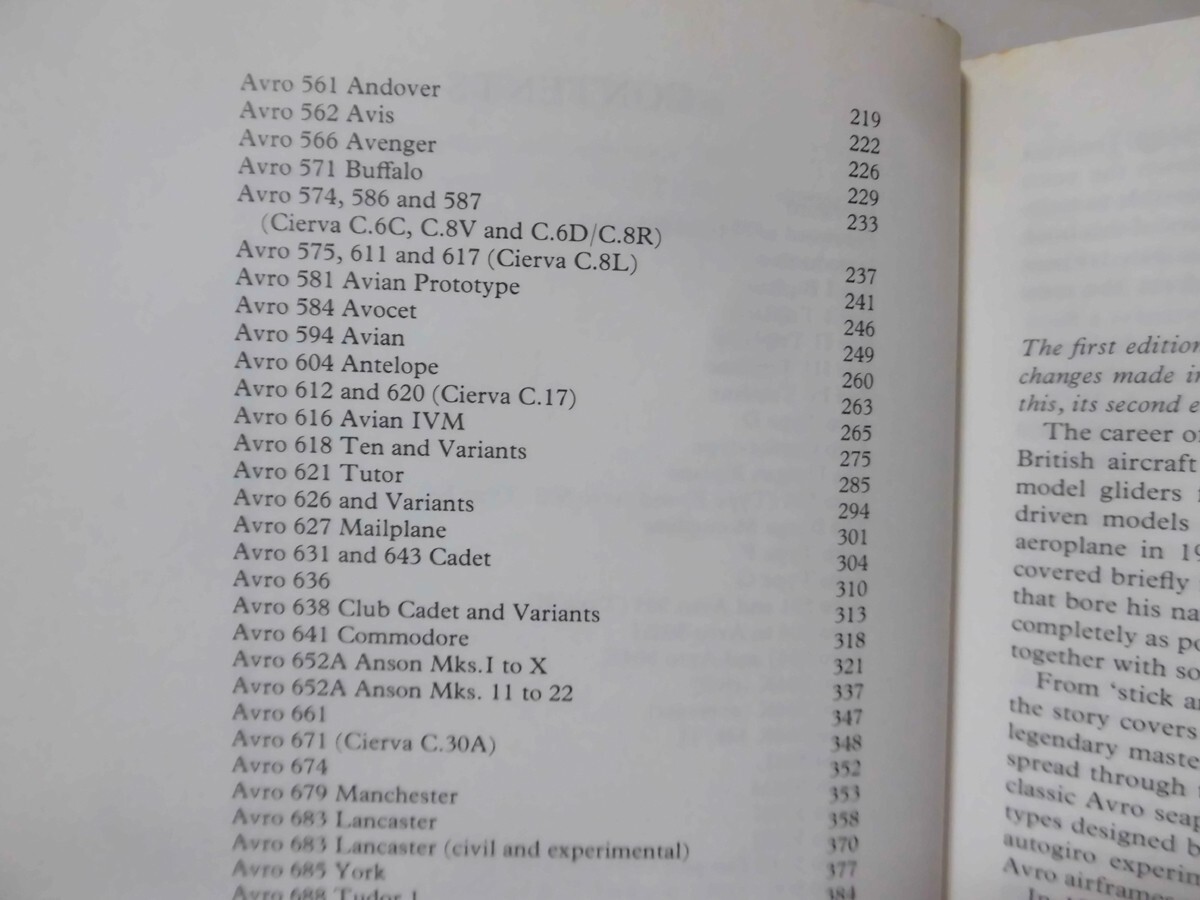 Avro 561 Andover 219
Avro 562 Avis 222
Avro 566 Avenger 226
Avro 571 Buffalo 229
Avro 574, 586 and 587 233
(Cierva C.6C, C.8V and C.6D/C.8R)
Avro 575, 611 and 617 (Cierva C.8L) 237
Avro 581 Avian Prototype 241
Avro 584 Avocet 246
Avro 594 Avian 249
Avro 604 Antelope 260
Avro 612 and 620 (Cierva C.17) 263
Avro 616 Avian IVM 265
Avro 618 Ten and Variants 275
Avro 621 Tutor 285
Avro 626 and Variants 294
Avro 627 Mailplane 301
Avro 631 and 643 Cadet 304
Avro 636 310
Avro 638 Club Cadet and Variants 313
Avro 641 Commodore 318
Avro 652A Anson Mks.I to X 321
Avro 652A Anson Mks. 11 to 22 337
Avro 661 347
Avro 671 (Cierva C.30A) 348
Avro 674 352
Avro 679 Manchester 353
Avro 683 Lancaster 358
Avro 683 Lancaster (civil and experimental) 370
Avro 685 York 377
Avro 688 Tudor 1 384
The first edition
changes made in
this, its second
The career of
British aircraft
model gliders
driven models
aeroplane in
covered briefly
that bore his
completely as
together with
From 'stick
the story covers
legendary
spread through
classic Avro
types designed
autogiro
Avro airframes
In